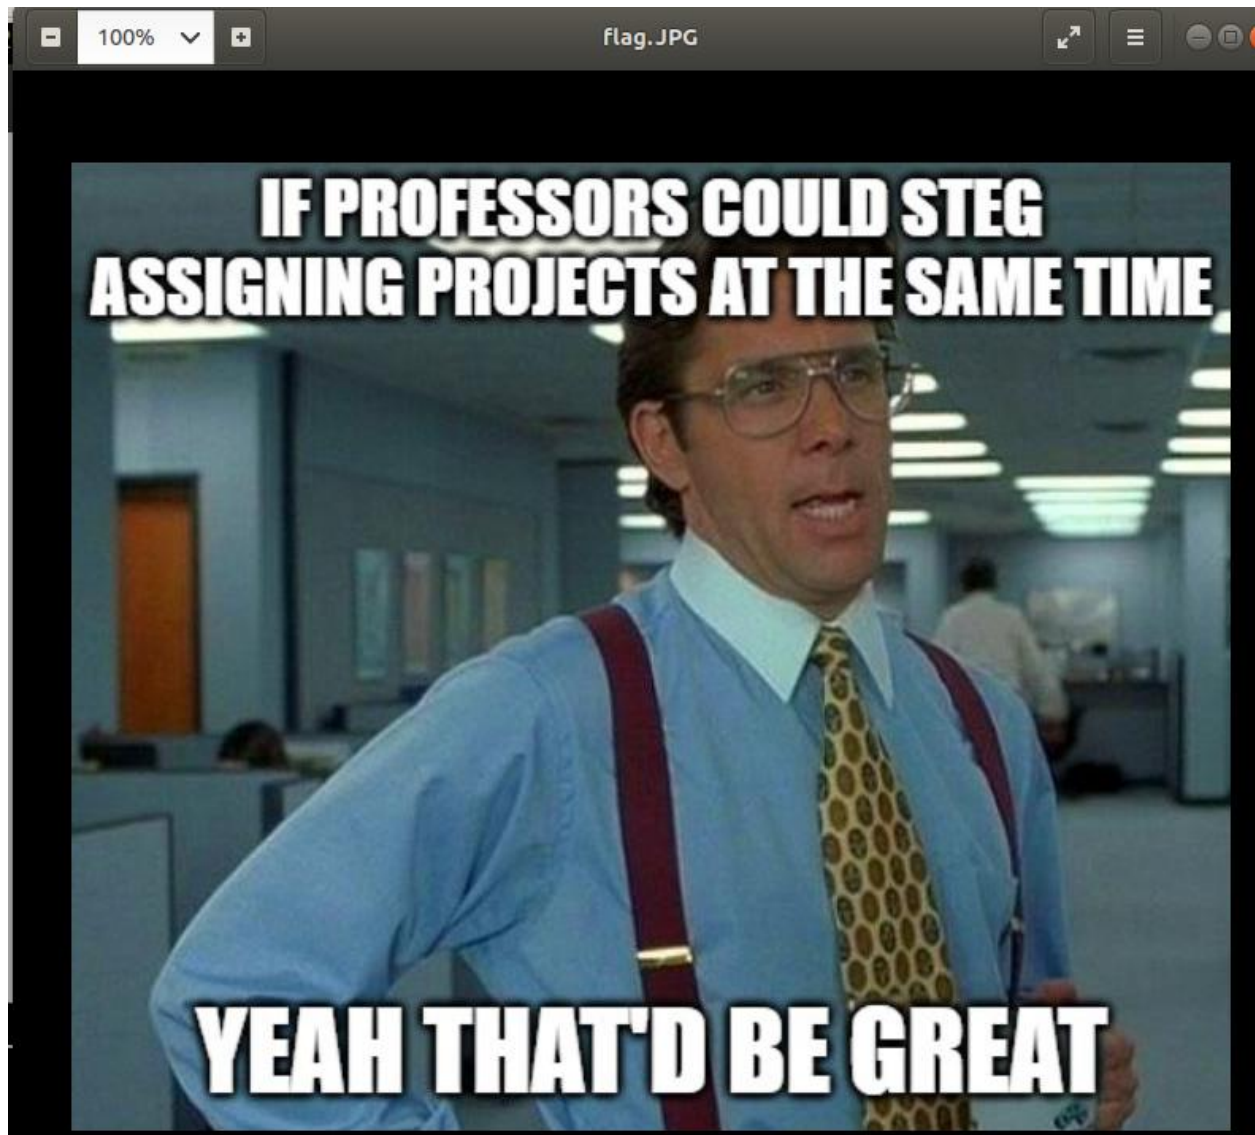 100%
flag.JPG
IF PROFESSORS COULD STEG
ASSIGNING PROJECTS AT THE SAME TIME
YEAH THAT'D BE GREAT